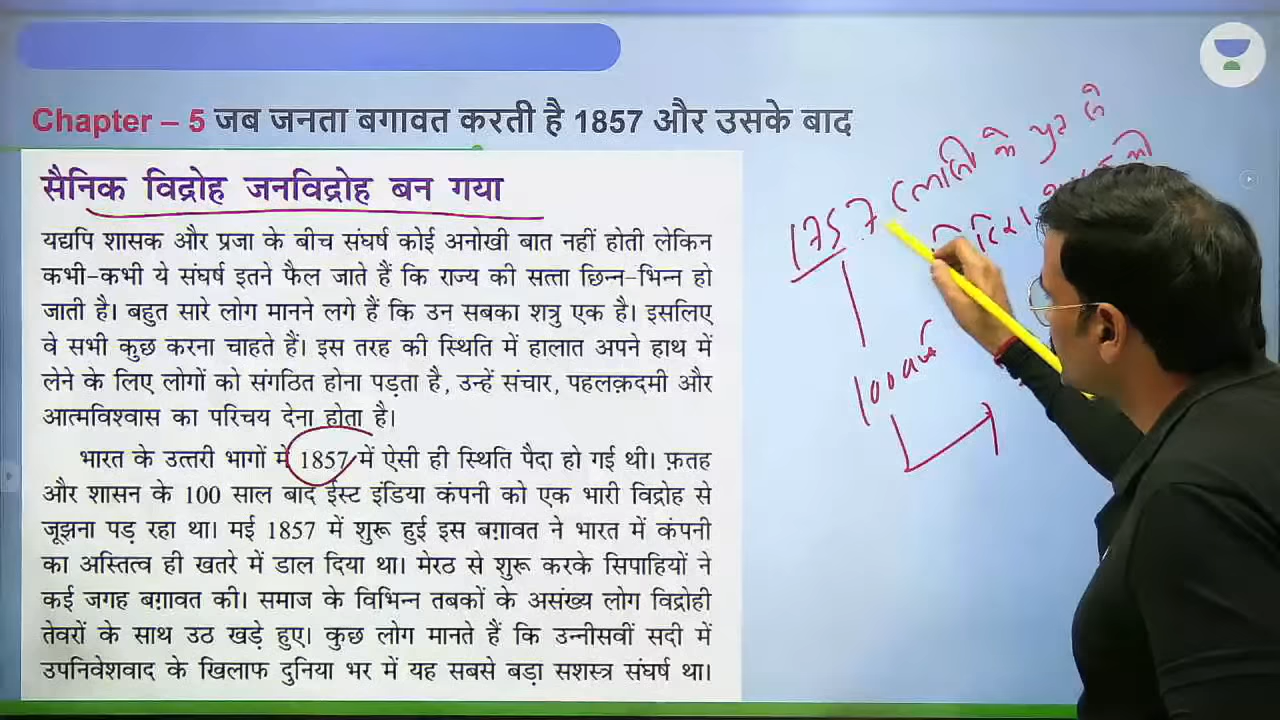 Chapter – 5 जब जनता बगावत करती है 1857 और उसके बाद
सैनिक विद्रोह जनविद्रोह बन गया
यद्यपि शासक और प्रजा के बीच संघर्ष कोई अनोखी बात नहीं होती लेकिन
कभी-कभी ये संघर्ष इतने फैल जाते हैं कि राज्य की सत्ता छिन्न-भिन्न हो
जाती है। बहुत सारे लोग मानने लगे हैं कि उन सबका शत्रु एक है। इसलिए
वे सभी कुछ करना चाहते हैं। इस तरह की स्थिति में हालात अपने हाथ में
लेने के लिए लोगों को संगठित होना पड़ता है, उन्हें संचार, पहलक़दमी और
आत्मविश्वास का परिचय देना होता है।
भारत के उत्तरी भागों में 1857 में ऐसी ही स्थिति पैदा हो गई थी। फ़तह
और शासन के 100 साल बाद ईस्ट इंडिया कंपनी को एक भारी विद्रोह से
जूझना पड़ रहा था। मई 1857 में शुरू हुई इस बग़ावत ने भारत में कंपनी
का अस्तित्व ही खतरे में डाल दिया था। मेरठ से शुरू करके सिपाहियों ने
कई जगह बग़ावत की। समाज के विभिन्न तबकों के असंख्य लोग विद्रोही
तेवरों के साथ उठ खड़े हुए। कुछ लोग मानते हैं कि उन्नीसवीं सदी में
उपनिवेशवाद के खिलाफ दुनिया भर में यह सबसे बड़ा सशस्त्र संघर्ष था।
1757 के
100 वर्ष